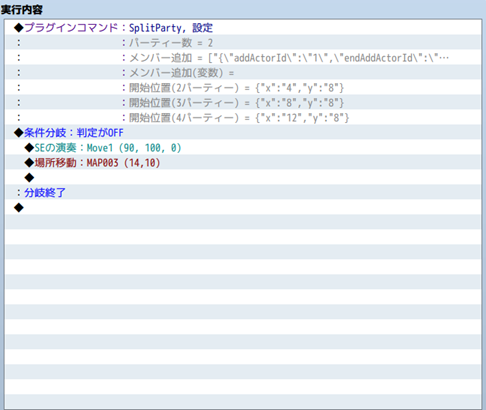 実行内容
◆プラグインコマンド：SplitParty, 設定
：　　　　　　　　　：パーティー数 = 2
：　　　　　　　　　：メンバー追加 = ["{\"addActorId\":\"1\",\"endAddActorId\":\"…
：　　　　　　　　　：メンバー追加(変数) =
：　　　　　　　　　：開始位置(2パーティー) = {"x":"4","y":"8"}
：　　　　　　　　　：開始位置(3パーティー) = {"x":"8","y":"8"}
：　　　　　　　　　：開始位置(4パーティー) = {"x":"12","y":"8"}
◆条件分岐：判定がOFF
◆SEの演奏：Move1 (90, 100, 0)
◆場所移動：MAP003 (14,10)
◆
：分岐終了
◆